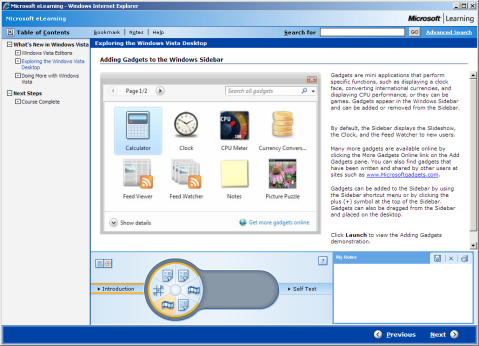 Microsoft eLearning - Windows Internet Explorer
Microsoft eLearning
Microsoft | Learning
Table of Contents
Bookmark | Notes | Help
Search for
GO
Advanced Search
What's New in Windows Vista
Windows Vista Editions
Exploring the Windows Vista
Desktop
Doing More with Windows
Vista
Next Steps
Course Complete
Exploring the Windows Vista Desktop
Adding Gadgets to the Windows Sidebar
Page 1/2
Search all gadgets
Calculator
Clock
CPU Meter
Currency Convers...
Feed Viewer
Feed Watcher
Notes
Picture Puzzle
Show details
Get more gadgets online
Gadgets are mini applications that perform
specific functions, such as displaying a clock
face, converting international currencies, and
displaying CPU performance, or they can be
games. Gadgets appear in the Windows Sidebar
and can be added or removed from the Sidebar.
By default, the Sidebar displays the Slideshow,
the Clock, and the Feed Watcher to new users.
Many more gadgets are available online by
clicking the More Gadgets Online link on the Add
Gadgets pane. You can also find gadgets that
have been written and shared by other users at
sites such as www.Microsoftgadgets.com.
Gadgets can be added to the Sidebar by using
the Sidebar shortcut menu or by clicking the
plus (+) symbol at the top of the Sidebar.
Gadgets can also be dragged from the Sidebar
and placed on the desktop.
Click Launch to view the Adding Gadgets
demonstration.
Introduction
Self Test
?
My Notes
Previous
Next